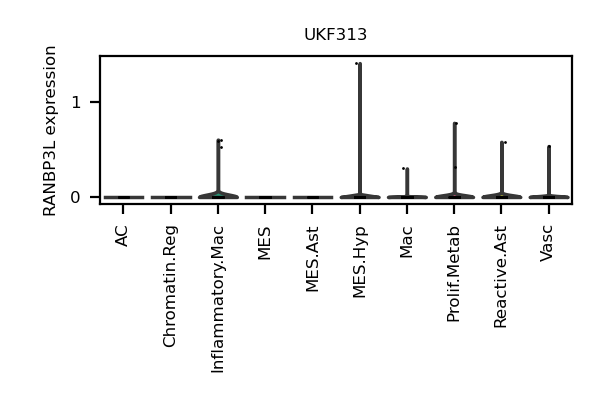 UKF313
RANBP3L expression
1
0
AC
Chromatin.Reg
Inflammatory.Mac
MES
MES.Ast
MES.Hyp
Mac
Prolif.Metab
Reactive.Ast
Vasc